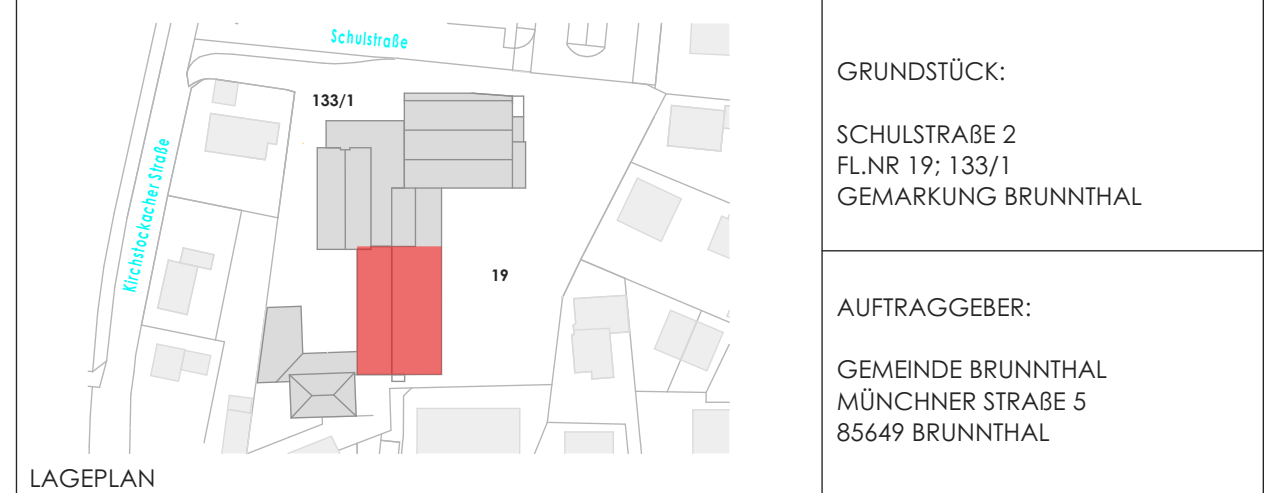 Schulstraße
133/1
Kirchstockacher Straße
19
LAGEPLAN
GRUNDSTÜCK:
SCHULSTRAßE 2
FL.NR 19; 133/1
GEMARKUNG BRUNNTHAL
AUFTRAGGEBER:
GEMEINDE BRUNNTHAL
MÜNCHNER STRAßE 5
85649 BRUNNTHAL